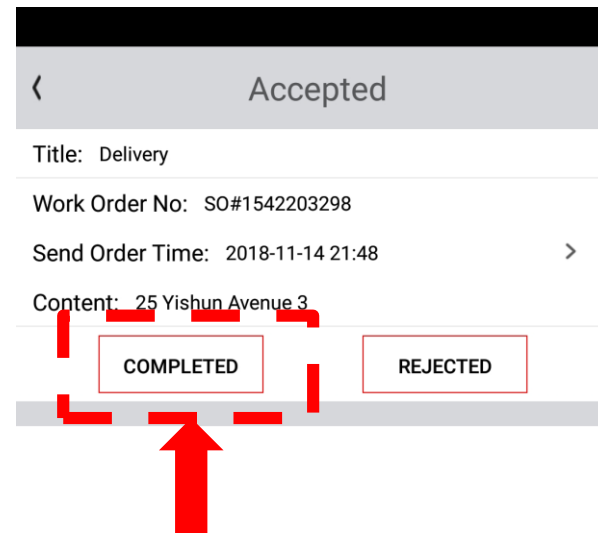 Accepted
Title: Delivery
Work Order No: SO#1542203298
Send Order Time: 2018-11-14 21:48
Content: 25 Yishun Avenue 3
COMPLETED REJECTED